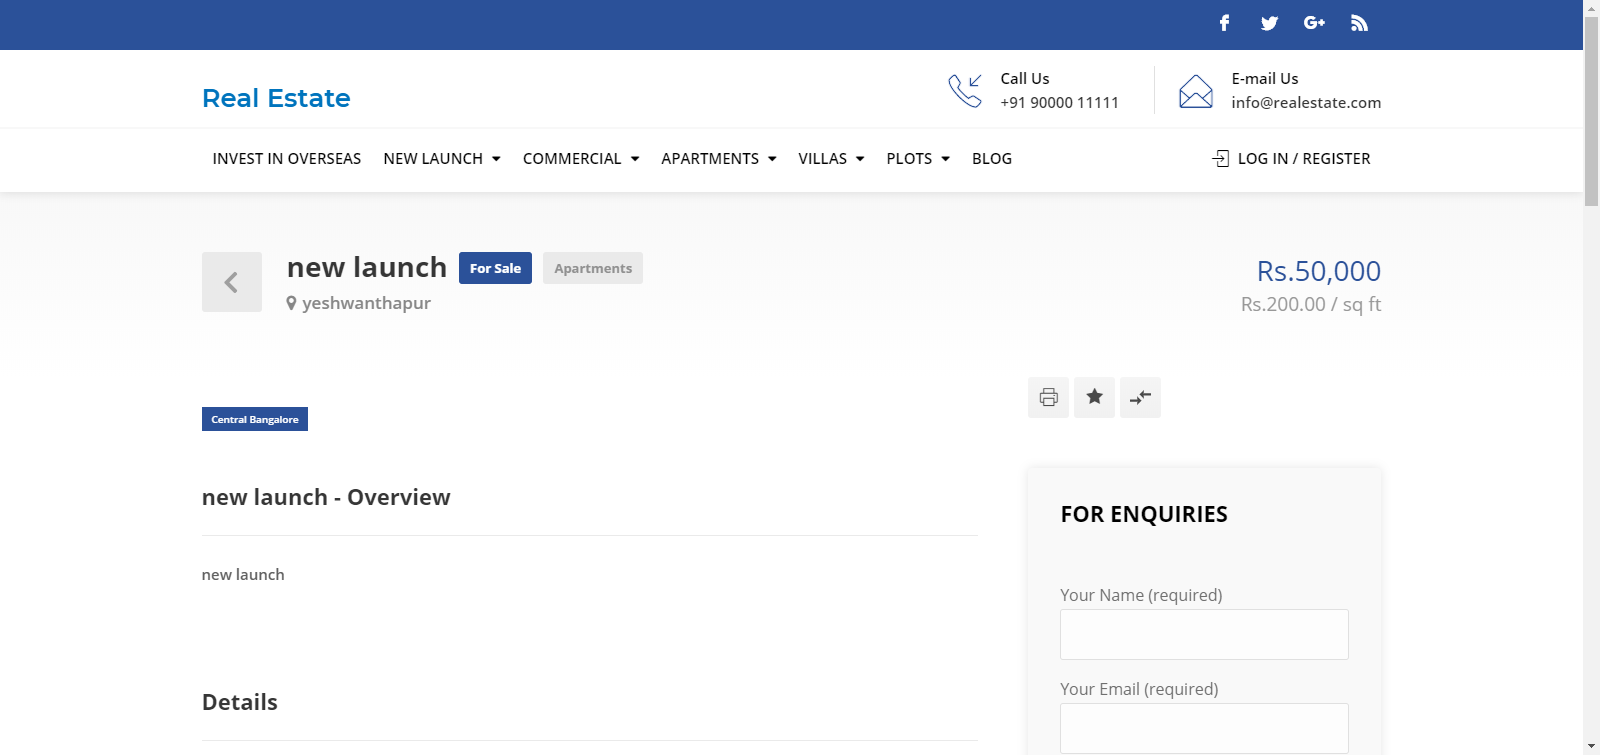 Real Estate
Call Us
+91 90000 11111
E-mail Us
info@realestate.com
INVEST IN OVERSEAS NEW LAUNCH COMMERCIAL APARTMENTS VILLAS PLOTS BLOG LOG IN / REGISTER
new launch For Sale Apartments
yeshwanthapur
Rs.50,000
Rs.200.00 / sq ft
Central Bangalore
new launch - Overview
new launch
Details
FOR ENQUIRIES
Your Name (required)
Your Email (required)